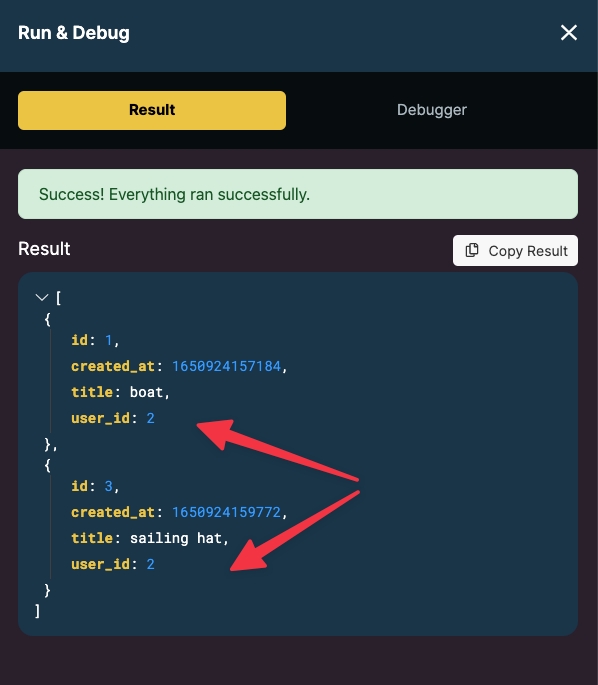 Run & Debug
Result
Debugger
Success! Everything ran successfully.
Result
Copy Result
[
{
id: 1,
created_at: 1650924157184,
title: boat,
user_id: 2
},
{
id: 3,
created_at: 1650924159772,
title: sailing hat,
user_id: 2
}
]